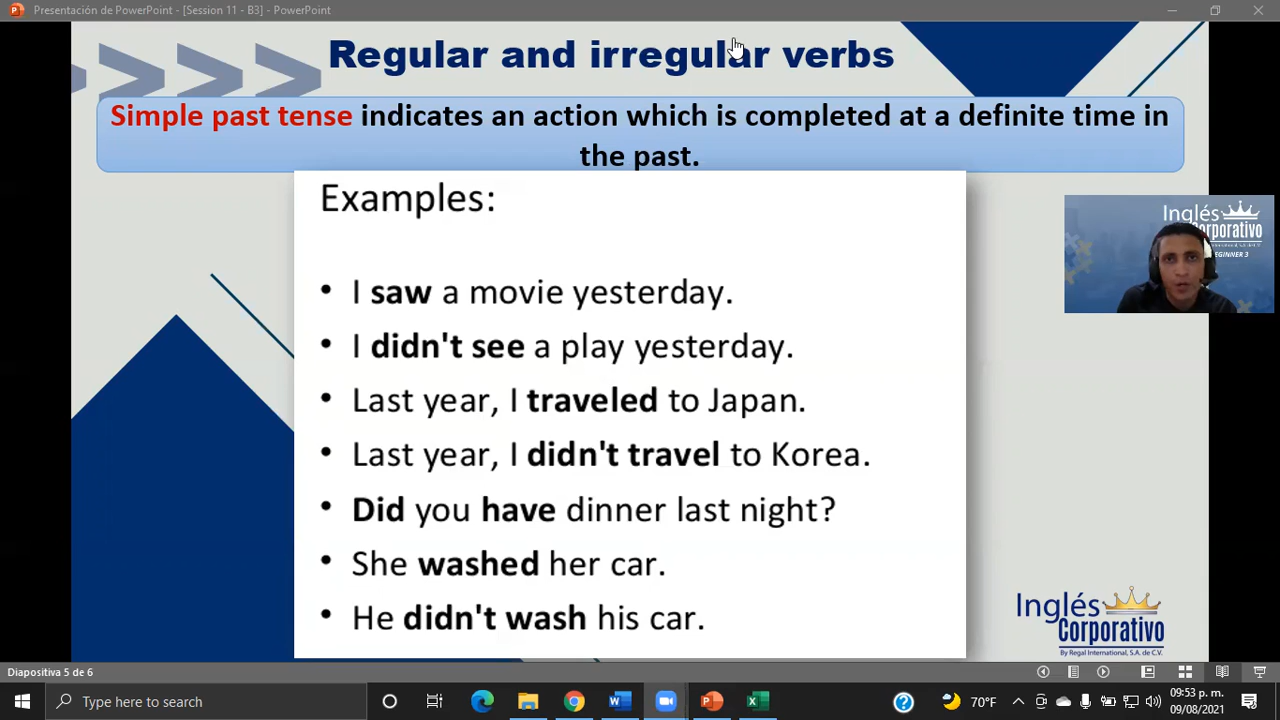 Presentación de PowerPoint - [Session 11 - B3] - PowerPoint
Regular and irregular verbs
Simple past tense indicates an action which is completed at a definite time in
the past.
Examples:
Inglés
Corporativo
BEGINNER 3
• I saw a movie yesterday.
• I didn't see a play yesterday.
• Last year, I traveled to Japan.
• Last year, I didn't travel to Korea.
• Did you have dinner last night?
• She washed her car.
• He didn't wash his car.
Inglés
Corporativo
By Regal International, S.A. de C.V.
Diapositiva 5 de 6
Type here to search
70°F
09:53 p. m.
09/08/2021